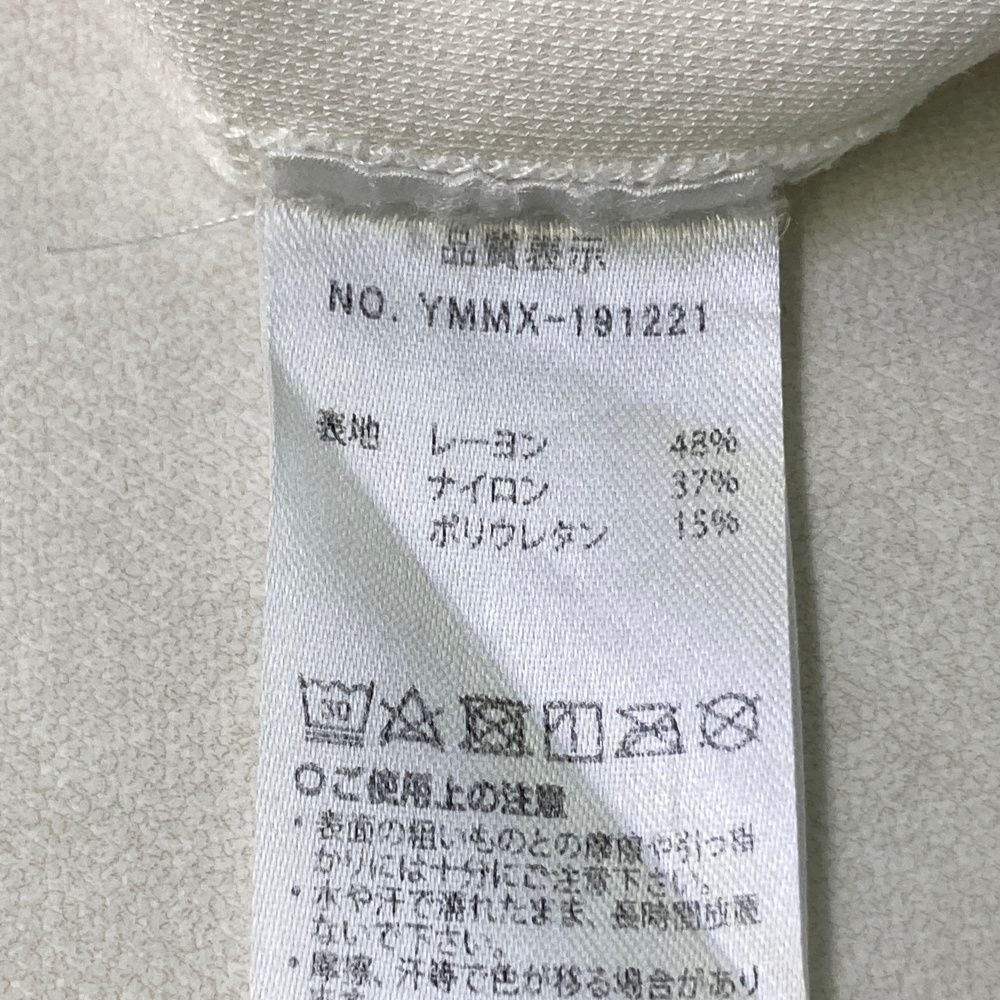 品質表示
NO. YMMX-191221
表地 レーヨン 48%
ナイロン 37%
ポリウレタン 15%
30
○ご使用上の注意
・表面の粗いものとの摩擦や引っ掛
かりには十分にご注意下さい。
・水や汗で濡れたまま、長時間放置
ないで下さい。
・摩擦、汗等で色が移る場合があり